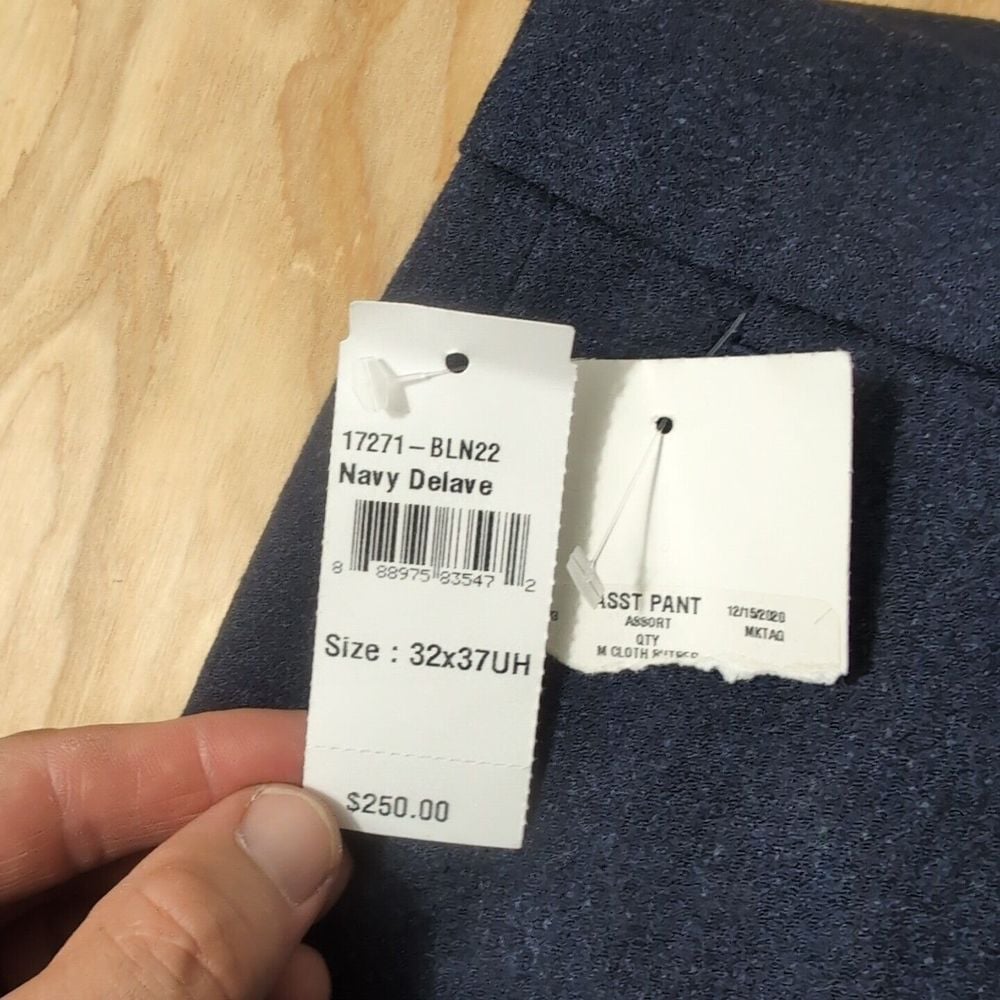 17271-BLN22
Navy Delave
8 88975 83547 2
Size : 32x37UH
$250.00
ASST PANT
12/15/2020
ASSORT
MKTAG
QTY
M CLOTH